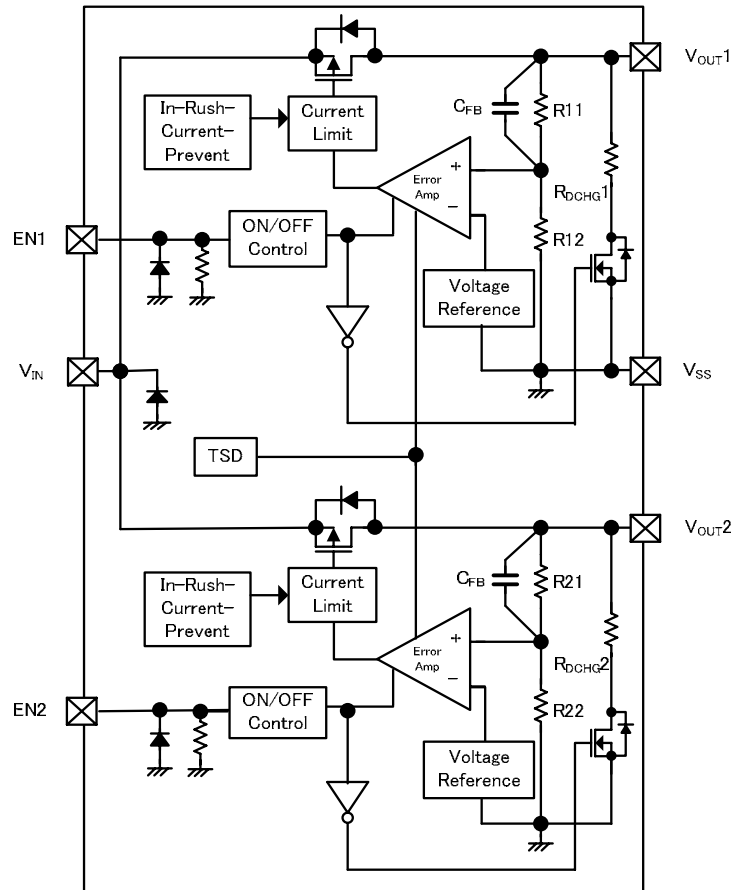 VOUT1
In-Rush-
Current-
Prevent
Current
Limit
CFB
R11
Error
Amp
+
−
RDCHG1
EN1
ON/OFF
Control
R12
Voltage
Reference
VIN
VSS
TSD
VOUT2
In-Rush-
Current-
Prevent
Current
Limit
CFB
R21
Error
Amp
+
−
RDCHG2
EN2
ON/OFF
Control
R22
Voltage
Reference